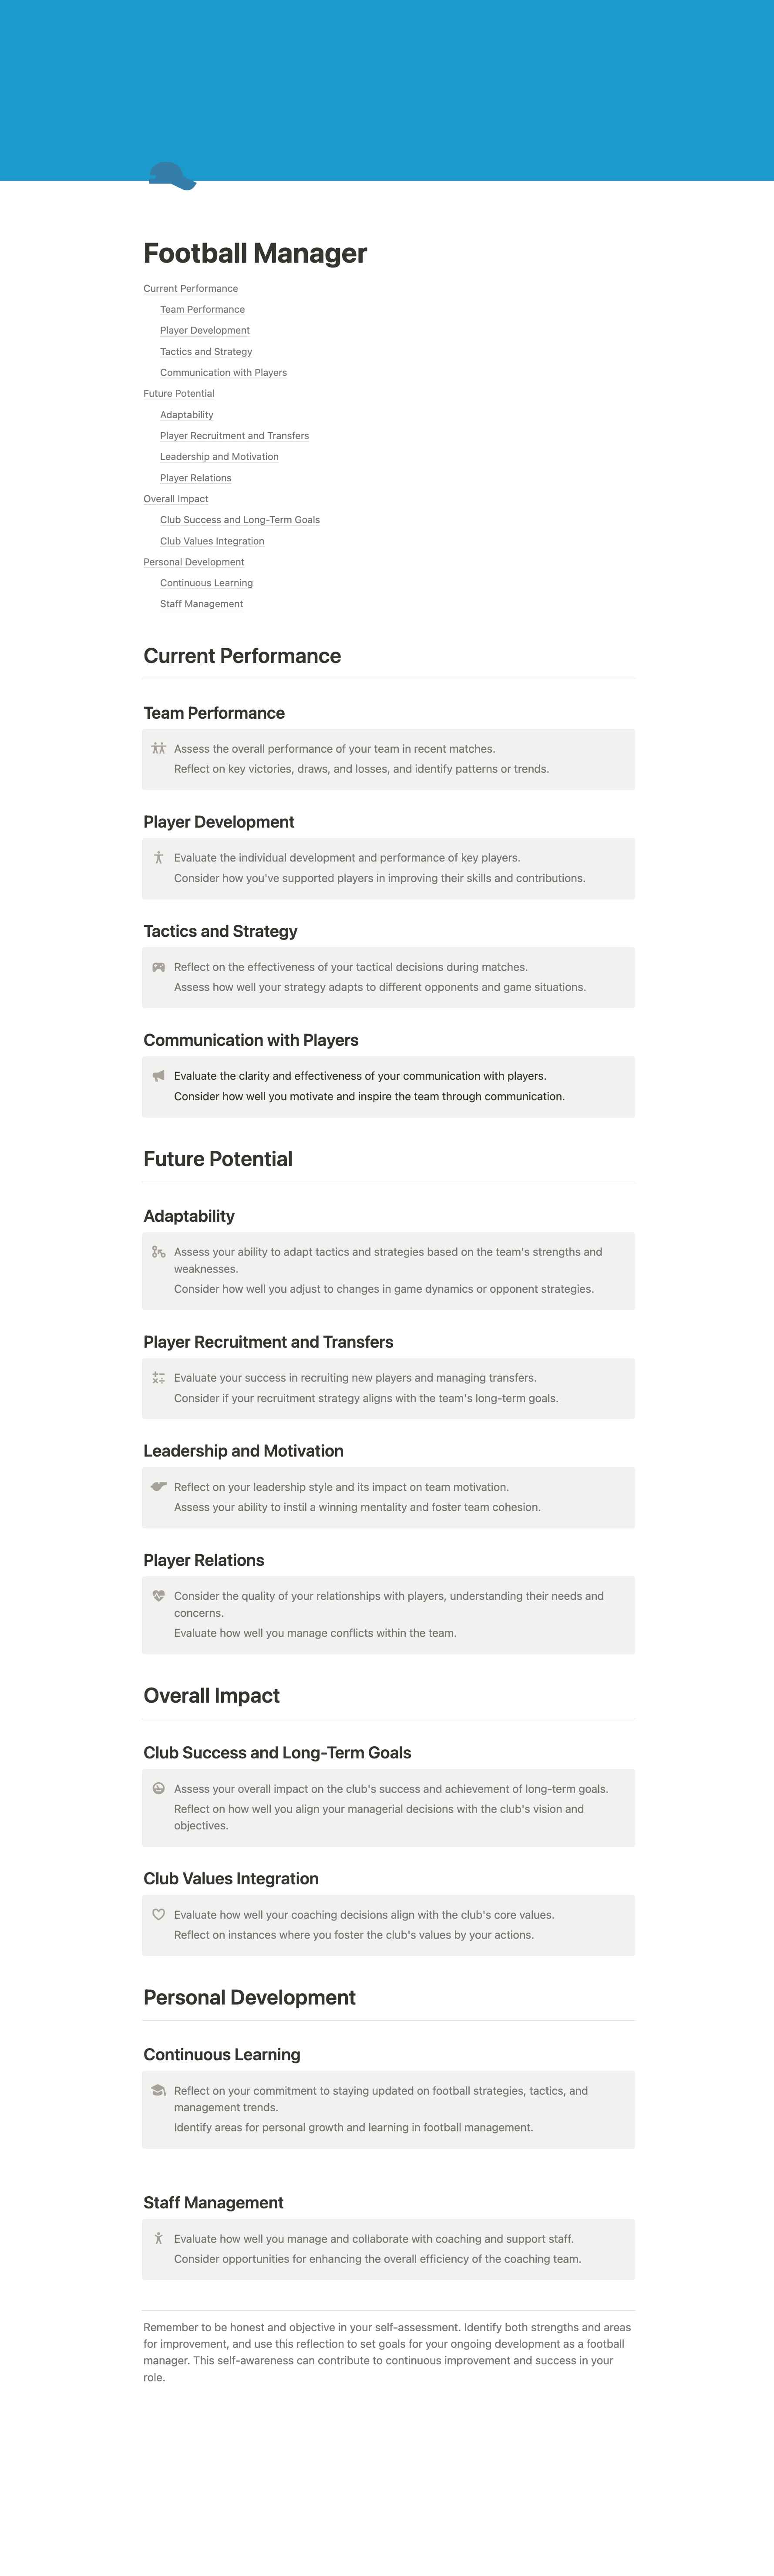 Football Manager
Current Performance
Team Performance
Player Development
Tactics and Strategy
Communication with Players
Future Potential
Adaptability
Player Recruitment and Transfers
Leadership and Motivation
Player Relations
Overall Impact
Club Success and Long-Term Goals
Club Values Integration
Personal Development
Continuous Learning
Staff Management
Current Performance
Team Performance
Assess the overall performance of your team in recent matches.
Reflect on key victories, draws, and losses, and identify patterns or trends.
Player Development
Evaluate the individual development and performance of key players.
Consider how you've supported players in improving their skills and contributions.
Tactics and Strategy
Reflect on the effectiveness of your tactical decisions during matches.
Assess how well your strategy adapts to different opponents and game situations.
Communication with Players
Evaluate the clarity and effectiveness of your communication with players.
Consider how well you motivate and inspire the team through communication.
Future Potential
Adaptability
Assess your ability to adapt tactics and strategies based on the team's strengths and
weaknesses.
Consider how well you adjust to changes in game dynamics or opponent strategies.
Player Recruitment and Transfers
Evaluate your success in recruiting new players and managing transfers.
Consider if your recruitment strategy aligns with the team's long-term goals.
Leadership and Motivation
Reflect on your leadership style and its impact on team motivation.
Assess your ability to instil a winning mentality and foster team cohesion.
Player Relations
Consider the quality of your relationships with players, understanding their needs and
concerns.
Evaluate how well you manage conflicts within the team.
Overall Impact
Club Success and Long-Term Goals
Assess your overall impact on the club's success and achievement of long-term goals.
Reflect on how well you align your managerial decisions with the club's vision and
objectives.
Club Values Integration
Evaluate how well your coaching decisions align with the club's core values.
Reflect on instances where you foster the club's values by your actions.
Personal Development
Continuous Learning
Reflect on your commitment to staying updated on football strategies, tactics, and
management trends.
Identify areas for personal growth and learning in football management.
Staff Management
Evaluate how well you manage and collaborate with coaching and support staff.
Consider opportunities for enhancing the overall efficiency of the coaching team.
Remember to be honest and objective in your self-assessment. Identify both strengths and areas
for improvement, and use this reflection to set goals for your ongoing development as a football
manager. This self-awareness can contribute to continuous improvement and success in your
role.